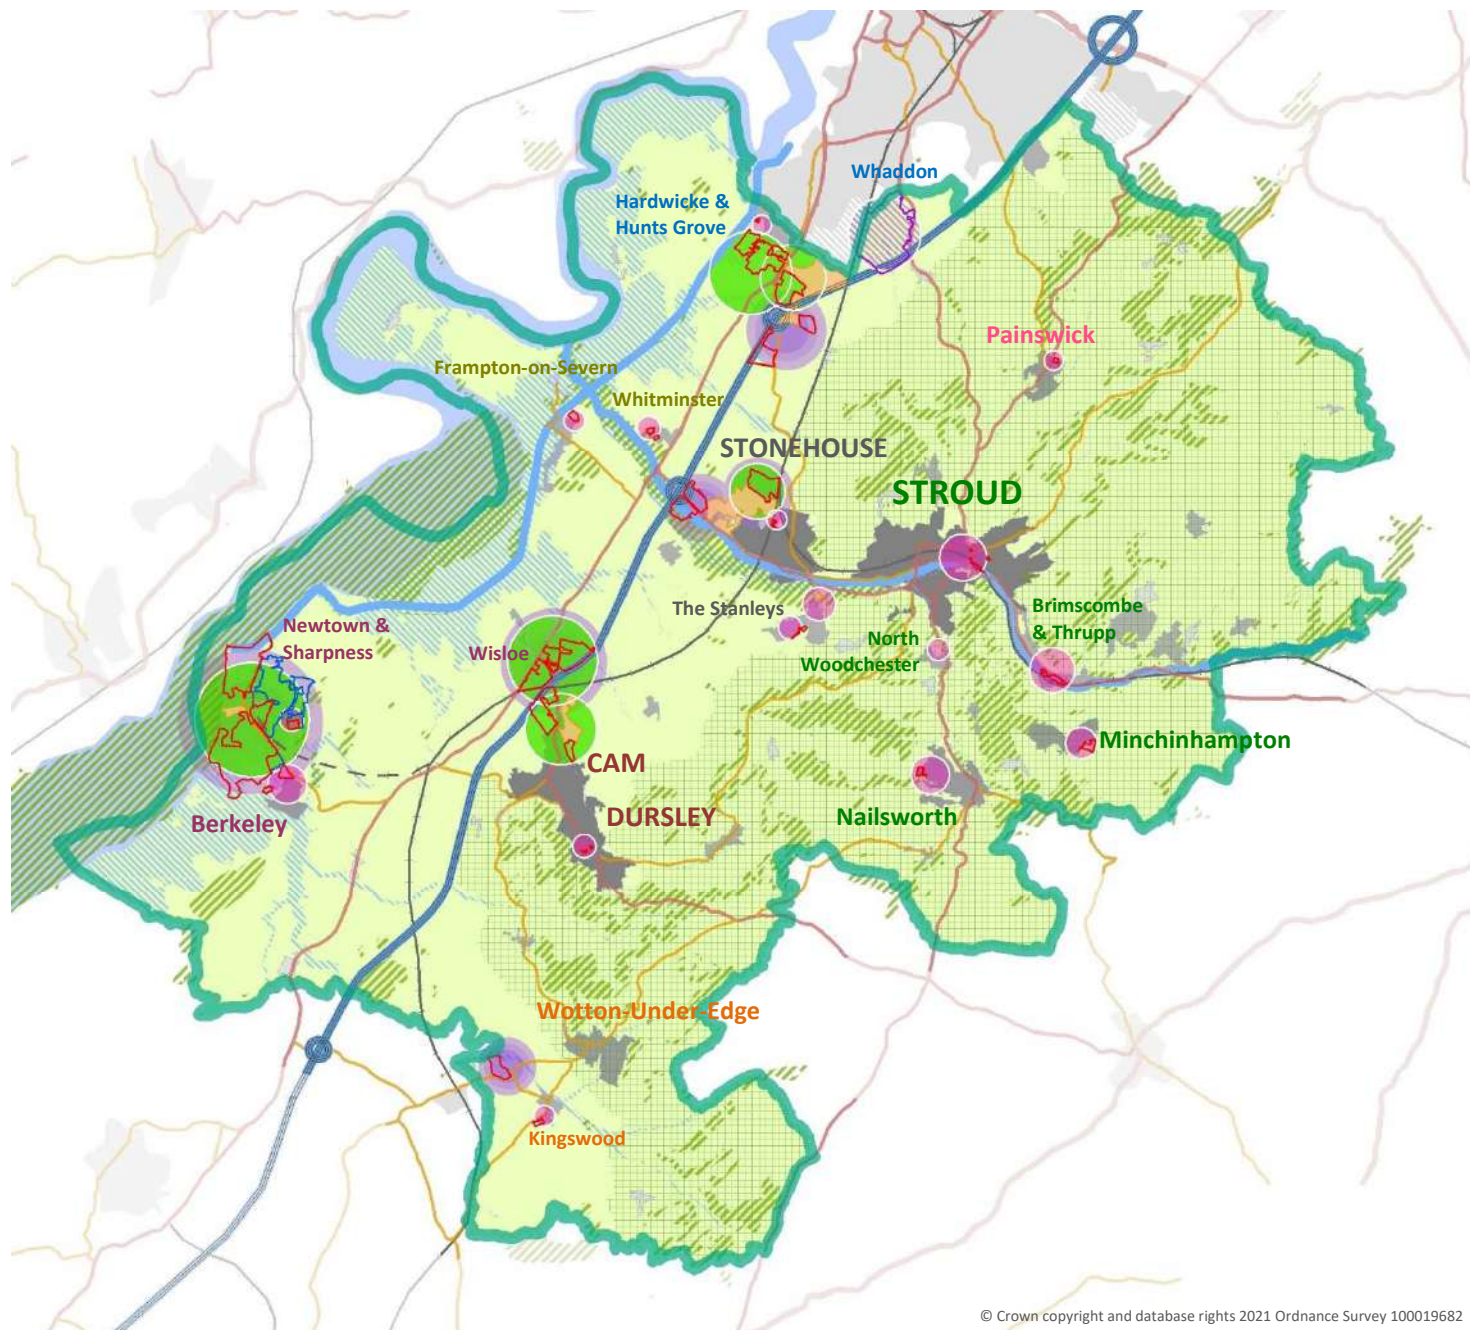 Whaddon
Hardwicke &
Hunts Grove
Painswick
Frampton-on-Severn
Whitminster
STONEHOUSE
STROUD
The Stanleys
Brimscombe
& Thrupp
Newtown &
Sharpness
Wisloe
North
Woodchester
Minchinhampton
CAM
Berkeley
DURSLEY
Nailsworth
Wotton-Under-Edge
Kingswood
© Crown copyright and database rights 2021 Ordnance Survey 100019682